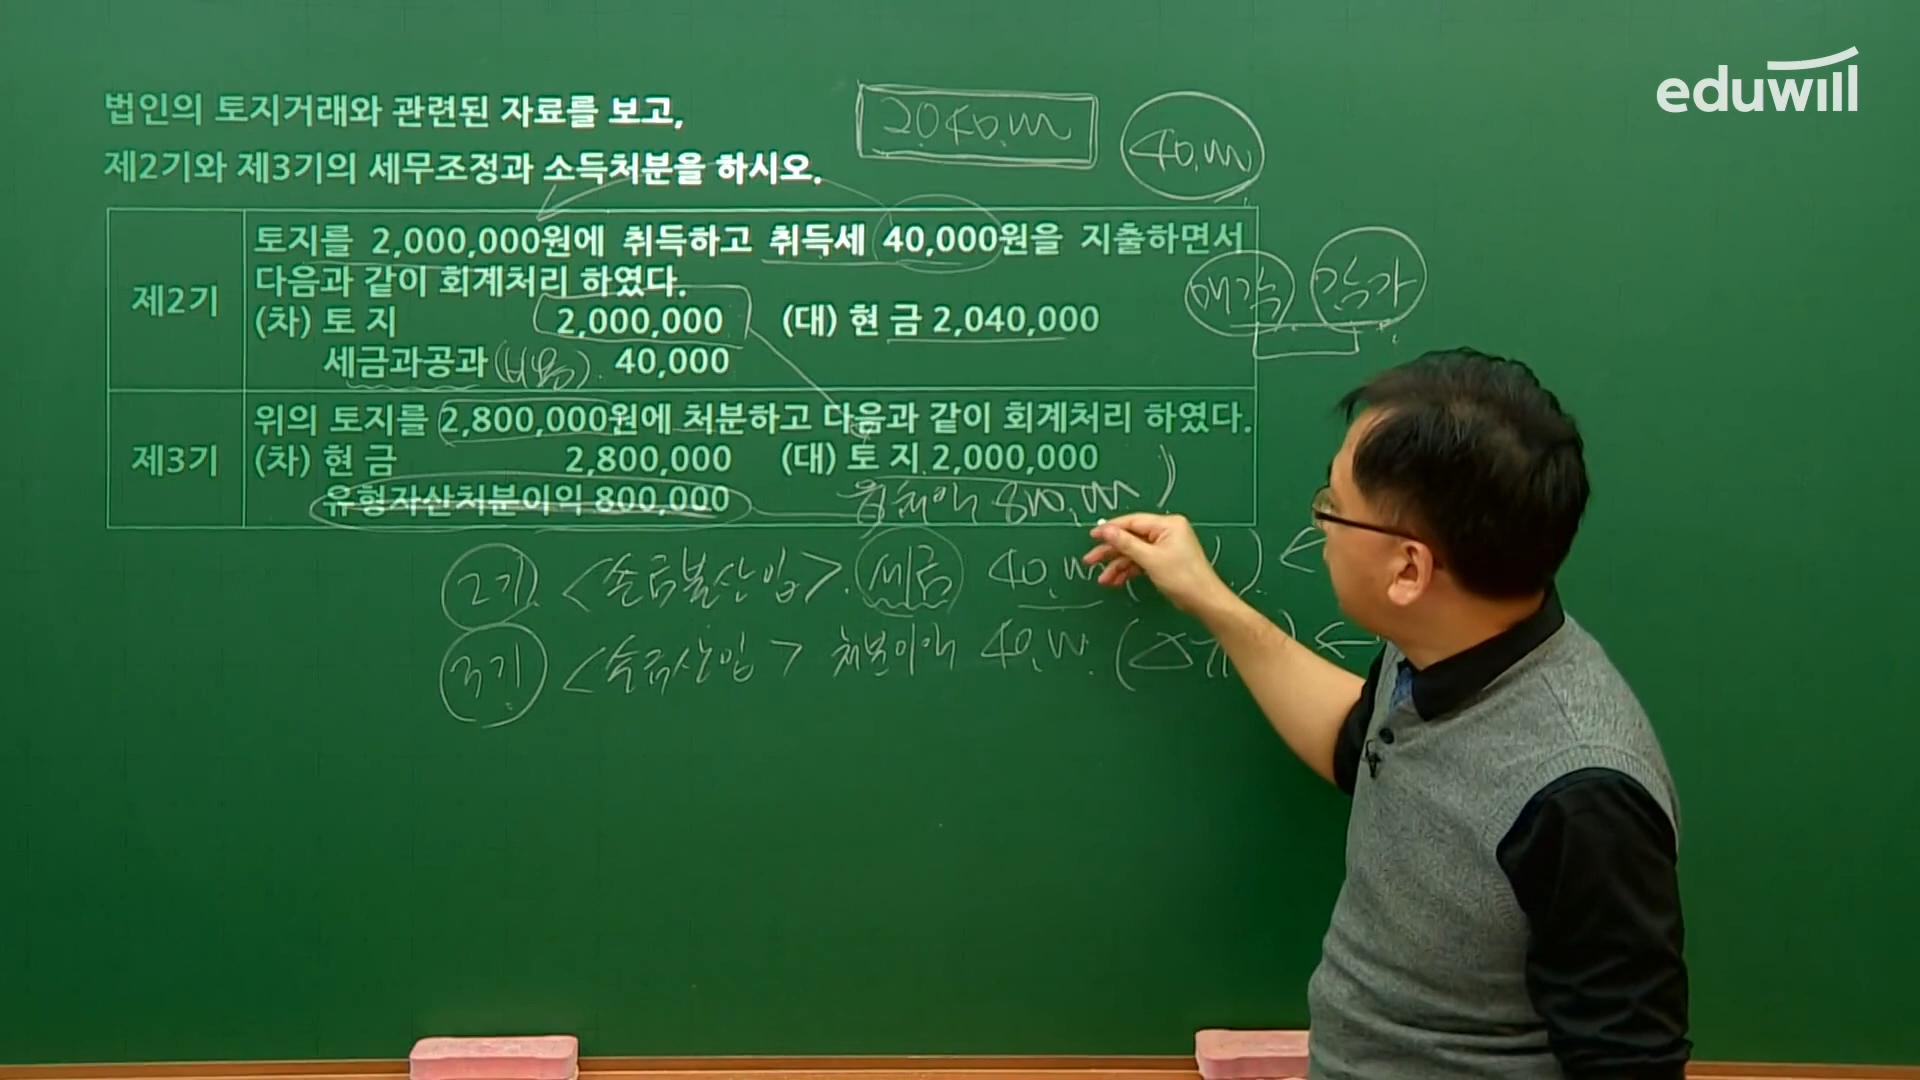 eduwill
법인의 토지거래와 관련된 자료를 보고,
제2기와 제3기의 세무조정과 소득처분을 하시오.
2,040,000
40,000
제2기
토지를 2,000,000원에 취득하고 취득세 40,000원을 지출하면서
다음과 같이 회계처리 하였다.
(차) 토 지 2,000,000 (대) 현 금 2,040,000
세금과공과 (비용) 40,000
매각
제3기
위의 토지를 2,800,000원에 처분하고 다음과 같이 회계처리 하였다.
(차) 현 금 2,800,000 (대) 토 지 2,000,000
유형자산처분이익 800,000
2기 <손금불산입> 세금 40,000
3기 <손금산입> 처분이익 40,000